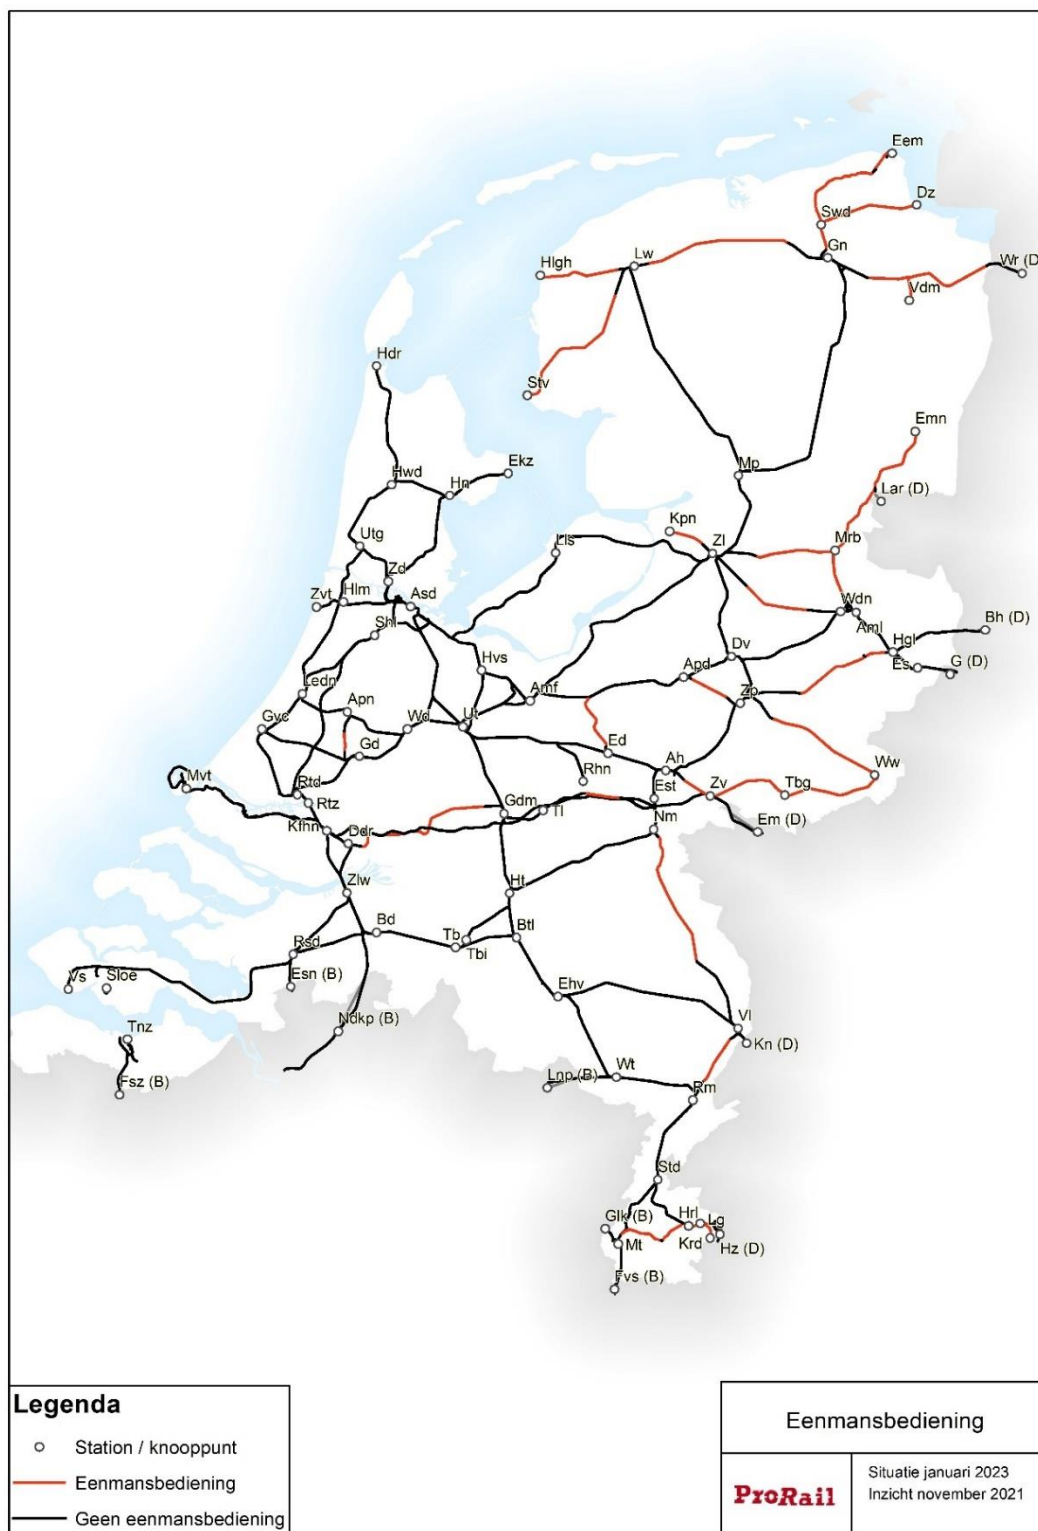 Eem
Dz
Swd
Gn
Wr (D
Vdm
Hlgh
Lw
Stv
Hdr
Emn
Lar (D)
Mp
Ekz
Hwd
Hn
Kpn
Zl
Mrb
Lls
Utg
Zd
Zvt
Hlm
Asd
Shl
Wdn
Aml
Bh (D)
Hgl
Es
G (D)
Dv
Apd
Zp
Hvs
Amf
Ledn
Apn
Gvc
Wd
Ut
Gd
Ed
Ah
Rhn
Est
Zv
Tbg
Ww
Mvt
Rtd
Rtz
Kfhn
Ddr
Gdm
Tl
Nm
Em (D)
Zlw
Ht
Bd
Tb
Tbi
Btl
Rsd
Esn (B)
Vs
Sloe
Ehv
Ndkp (B)
Vl
Kn (D)
Tnz
Fsz (B)
Lnp (B)
Wt
Rm
Std
Glk (B)
Hrl
Lg
Mt
Krd
Hz (D)
Fvs (B)
Legenda
Station / knooppunt
Eenmansbediening
Geen eenmansbediening
Eenmansbediening
ProRail
Situatie januari 2023
Inzicht november 2021